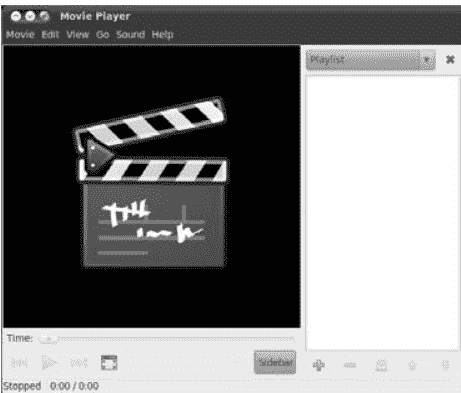 Movie Player
Movie Edit View Go Sound Help
Playlist
Time:
Sidebar
Stopped 0:00 / 0:00